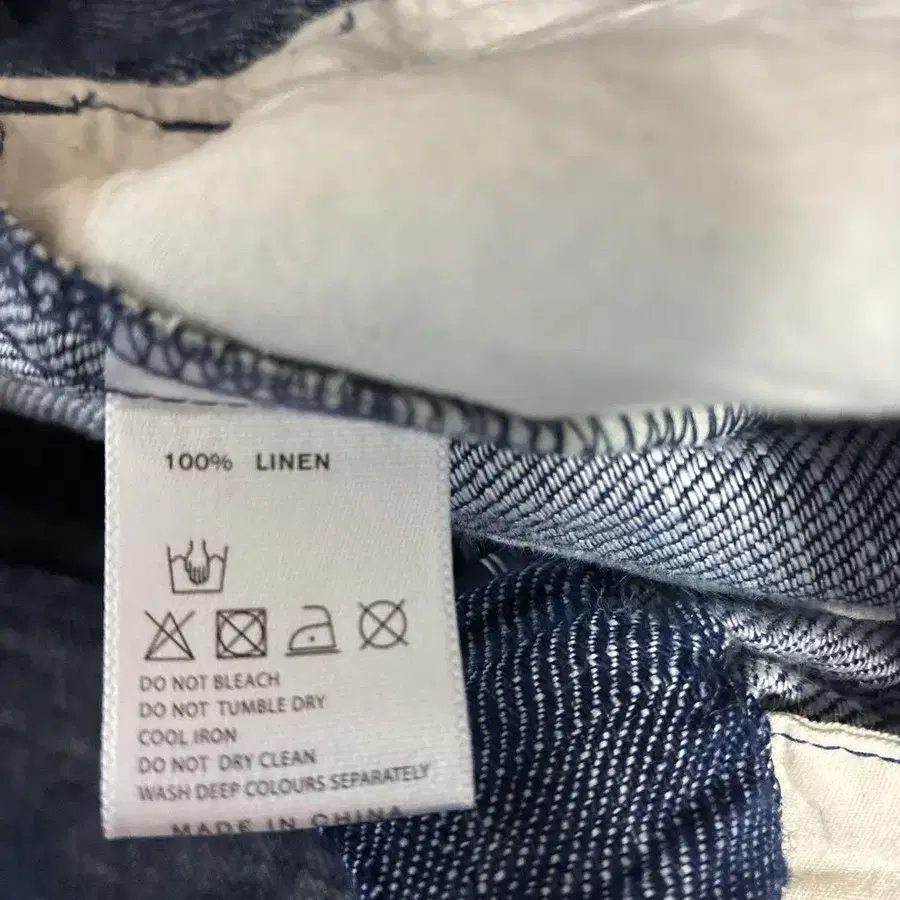 100% LINEN
DO NOT BLEACH
DO NOT TUMBLE DRY
COOL IRON
DO NOT DRY CLEAN
WASH DEEP COLOURS SEPARATELY
MADE IN CHINA